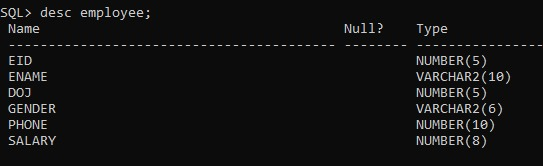 SQL> desc employee;
Name Null? Type
----------------------------------------- -------- ----------------
EID NUMBER(5)
ENAME VARCHAR2(10)
DOJ NUMBER(5)
GENDER VARCHAR2(6)
PHONE NUMBER(10)
SALARY NUMBER(8)